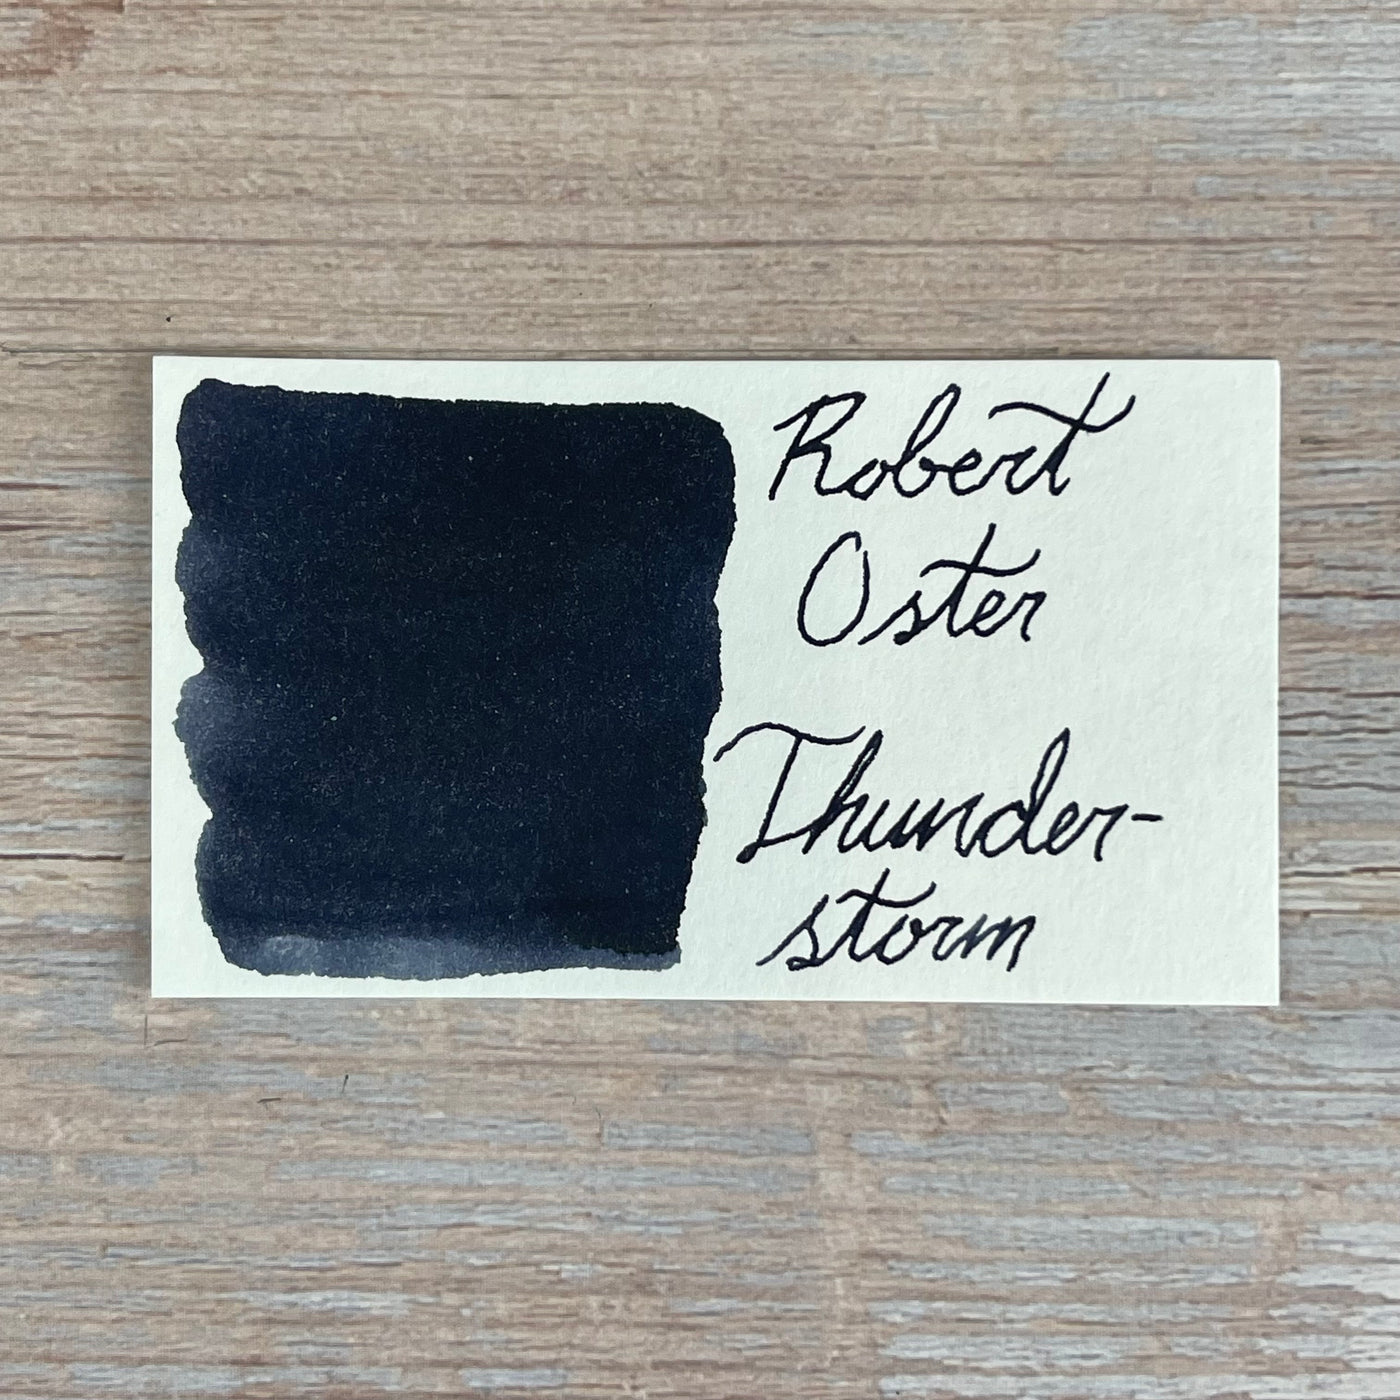 Robert
Oster
Thunder-
storm